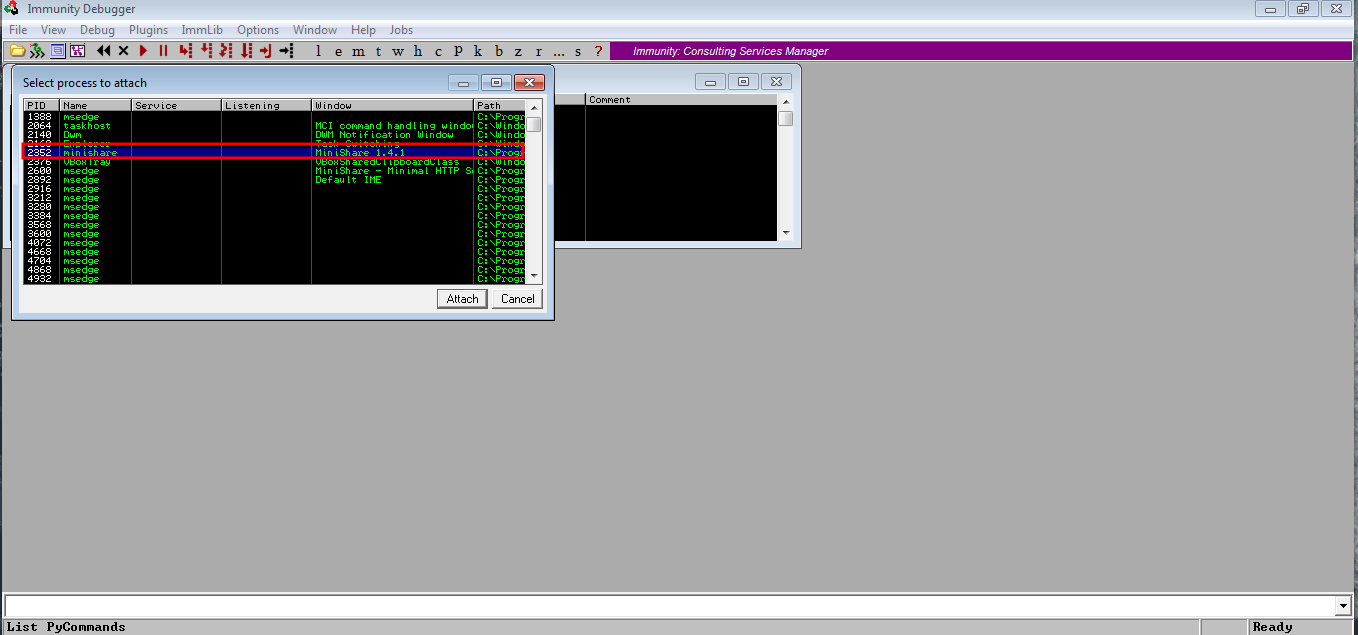 Immunity Debugger
File View Debug Plugins ImmLib Options Window Help Jobs
l e m t w h c P k b z r ... s ? Immunity: Consulting Services Manager
Select process to attach
PID Name Service Listening Window Path
Comment
1388 msedge C:\Progr
2064 taskhost MCI command handling window C:\Windo
2140 Dwm DWM Notification Window C:\Windo
2168 Explorer Task Switching C:\Windo
2352 minishare MiniShare 1.4.1 C:\Progr
2376 VBoxTray VBoxSharedClipboardClass C:\Windo
2600 msedge MiniShare - Minimal HTTP Se C:\Progr
2892 msedge Default IME C:\Progr
2916 msedge C:\Progr
3212 msedge C:\Progr
3280 msedge C:\Progr
3384 msedge C:\Progr
3568 msedge C:\Progr
3600 msedge C:\Progr
4072 msedge C:\Progr
4668 msedge C:\Progr
4704 msedge C:\Progr
4868 msedge C:\Progr
4932 msedge C:\Progr
Attach Cancel
List PyCommands Ready